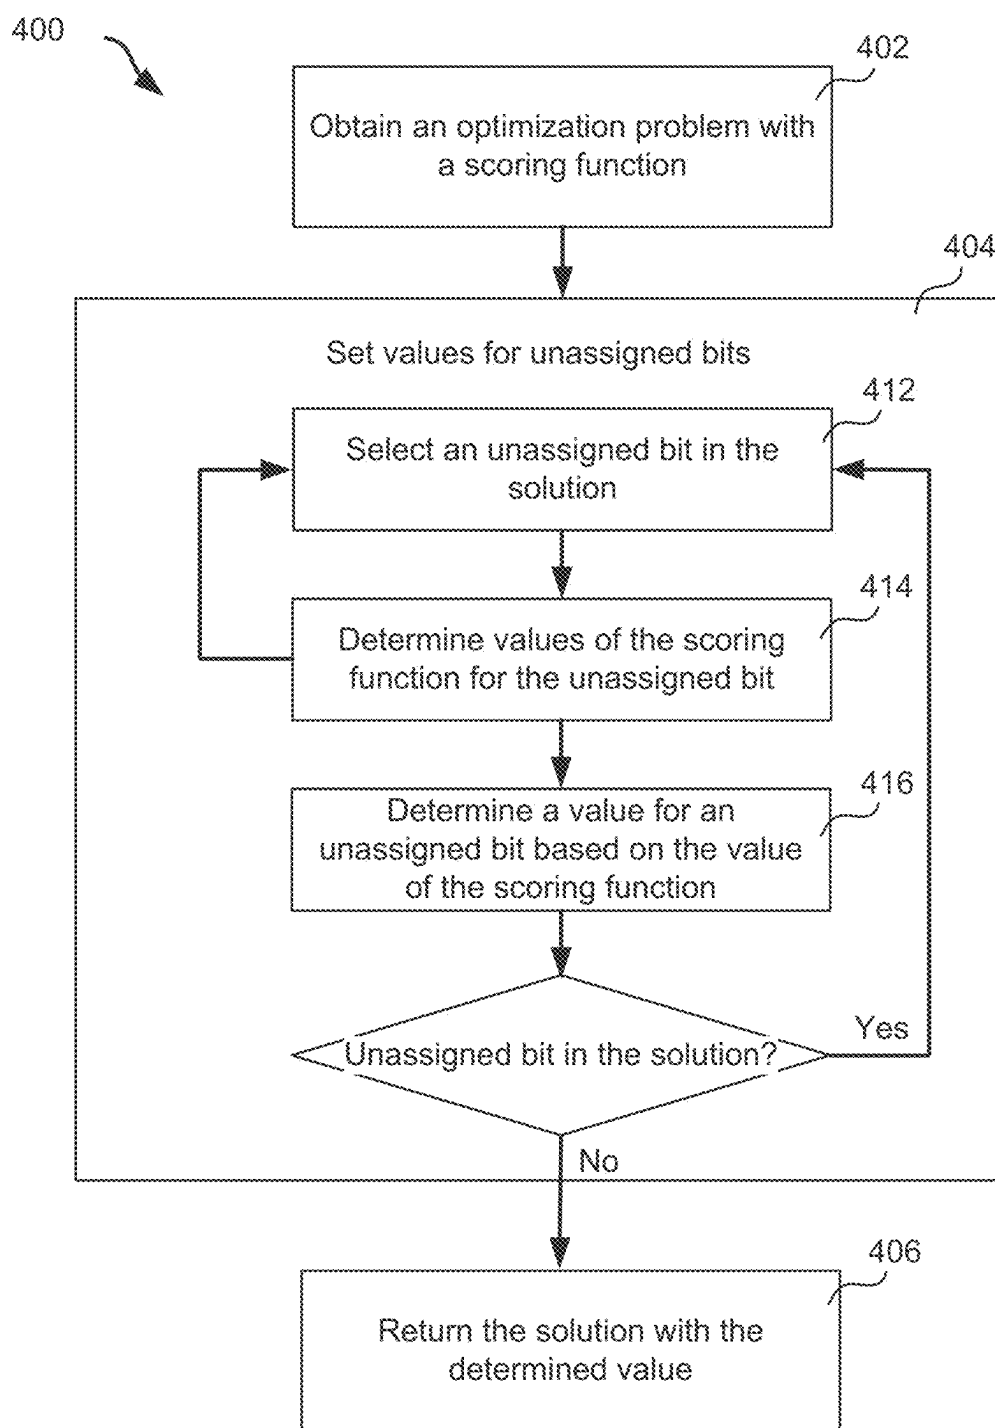 400
402
Obtain an optimization problem with
a scoring function
404
Set values for unassigned bits
412
Select an unassigned bit in the
solution
414
Determine values of the scoring
function for the unassigned bit
416
Determine a value for an
unassigned bit based on the value
of the scoring function
Unassigned bit in the solution?
Yes
No
406
Return the solution with the
determined value